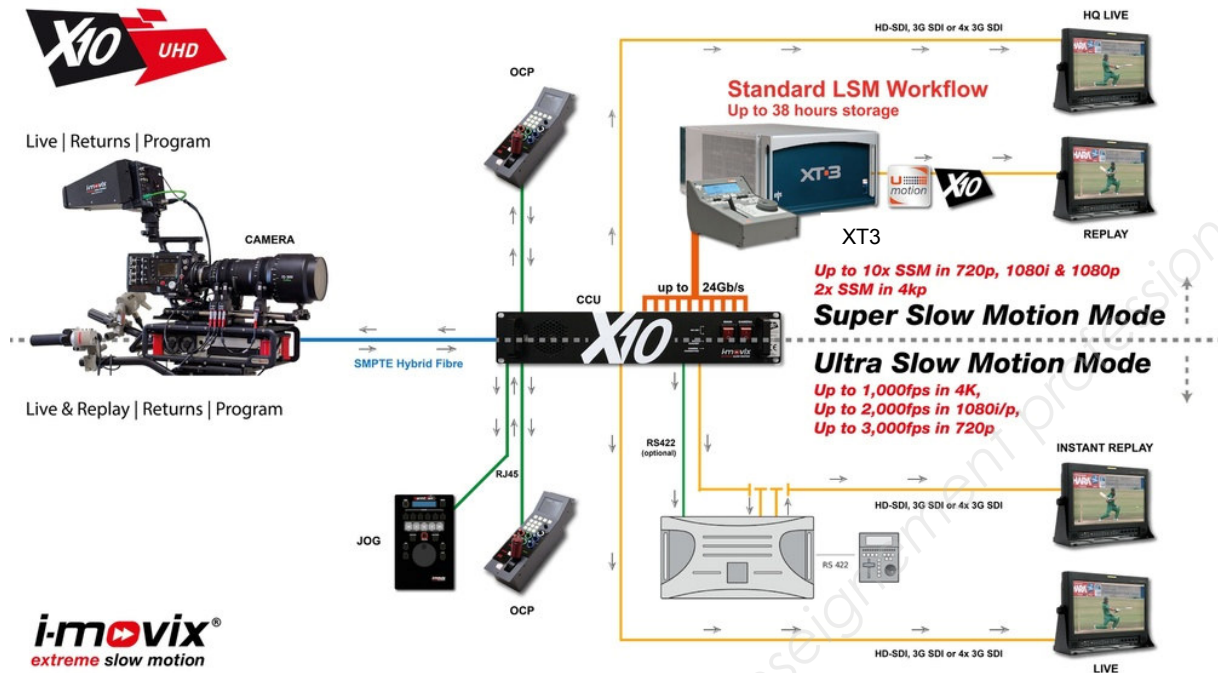 X10 UHD
Live | Returns | Program
CAMERA
SMPTE Hybrid Fibre
Live & Replay | Returns | Program
i-movix®
extreme slow motion
OCP
CCU
X10
i-movix
up to 24Gb/s
RJ45
JOG
OCP
HD-SDI, 3G SDI or 4x 3G SDI
HQ LIVE
Standard LSM Workflow
Up to 38 hours storage
XT3
U motion
X10
XT3
REPLAY
Up to 10x SSM in 720p, 1080i & 1080p
2x SSM in 4kp
Super Slow Motion Mode
Ultra Slow Motion Mode
Up to 1,000fps in 4K,
Up to 2,000fps in 1080i/p,
Up to 3,000fps in 720p
RS422
(optional)
INSTANT REPLAY
HD-SDI, 3G SDI or 4x 3G SDI
RS 422
HD-SDI, 3G SDI or 4x 3G SDI
LIVE
seignement profession